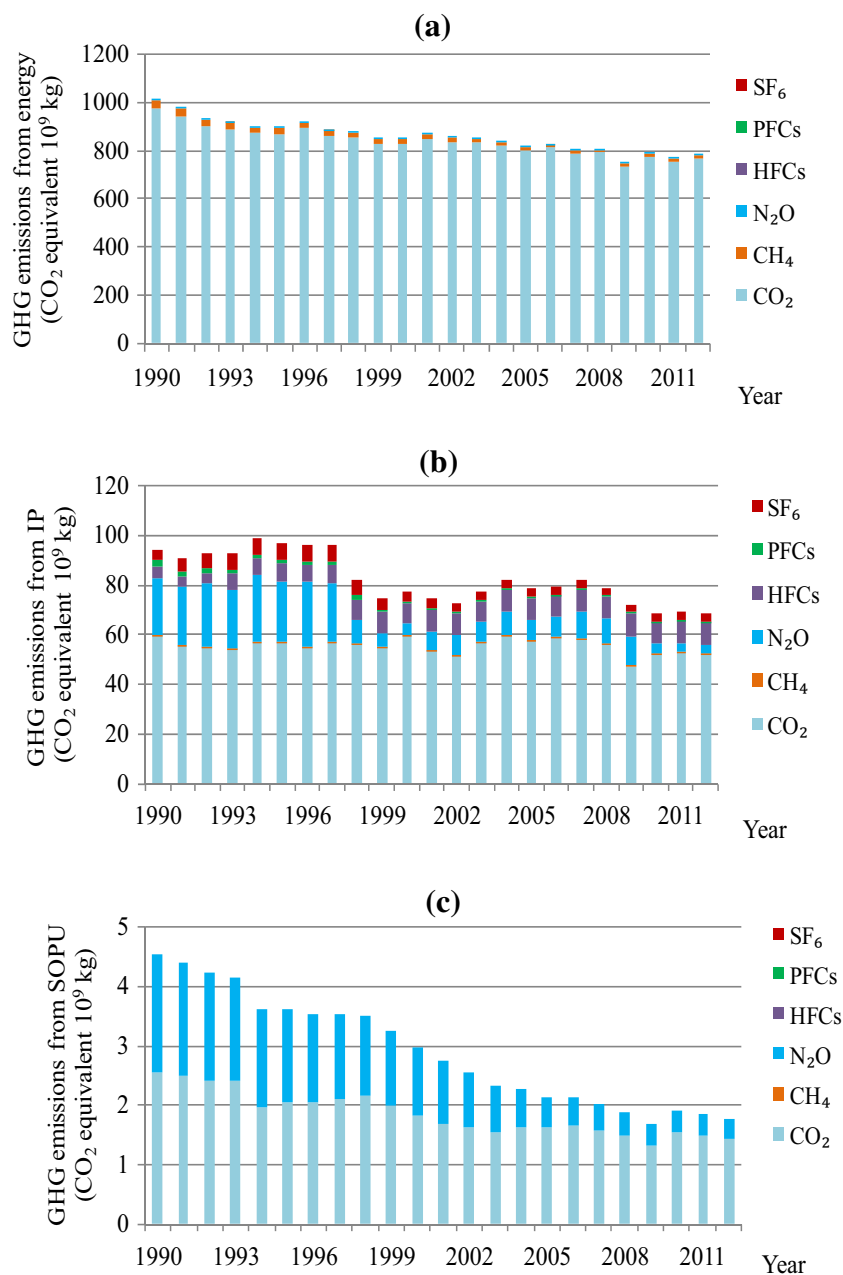 (a)
GHG emissions from energy
(CO₂ equivalent 10⁹ kg)
1200
1000
800
600
400
200
0
1990 1993 1996 1999 2002 2005 2008 2011
Year
SF₆
PFCs
HFCs
N₂O
CH₄
CO₂
(b)
GHG emissions from IP
(CO₂ equivalent 10⁹ kg)
120
100
80
60
40
20
0
1990 1993 1996 1999 2002 2005 2008 2011
Year
SF₆
PFCs
HFCs
N₂O
CH₄
CO₂
(c)
GHG emissions from SOPU
(CO₂ equivalent 10⁹ kg)
5
4
3
2
1
0
1990 1993 1996 1999 2002 2005 2008 2011
Year
SF₆
PFCs
HFCs
N₂O
CH₄
CO₂